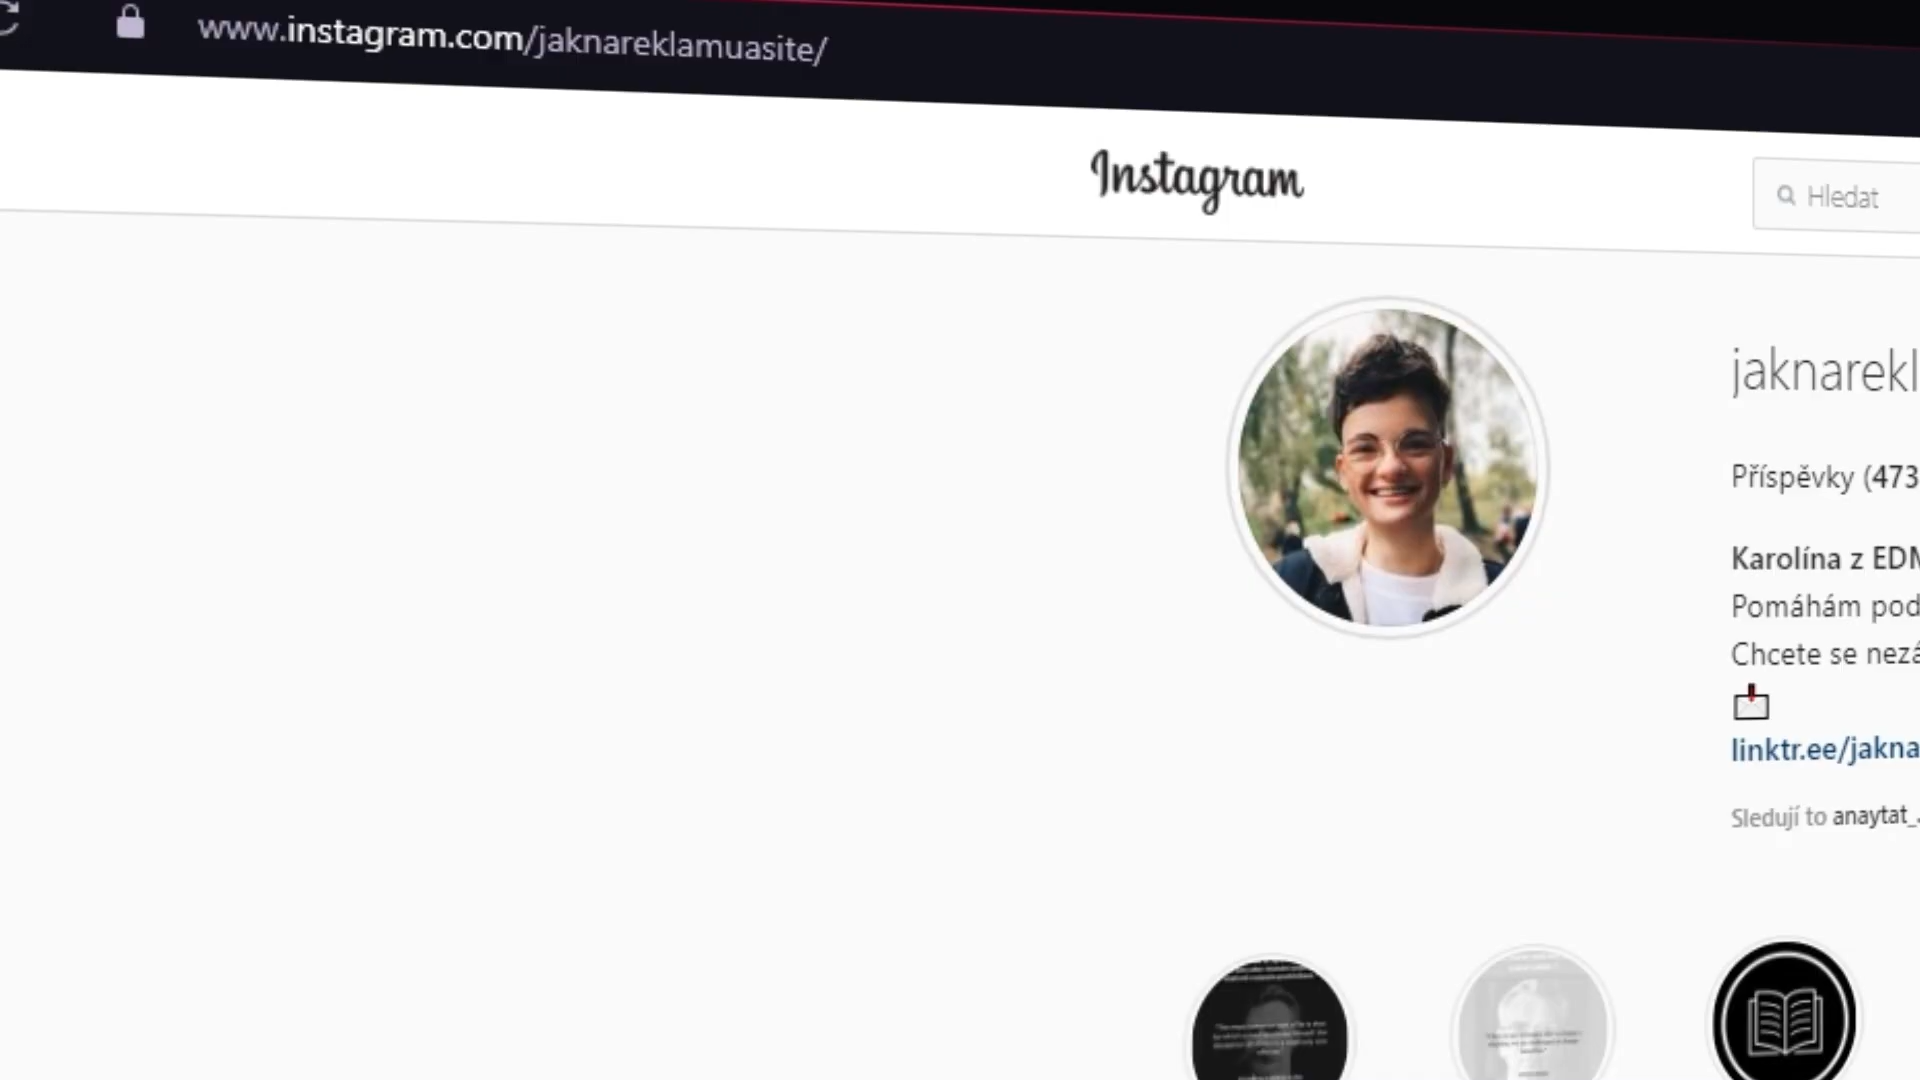 www.instagram.com/jaknareklamuasite/
Instagram
Hledat
jaknarekl
Příspěvky (473
Karolína z EDM
Pomáhám pod
Chcete se nezá
linktr.ee/jakna
Sledují to anaytat_